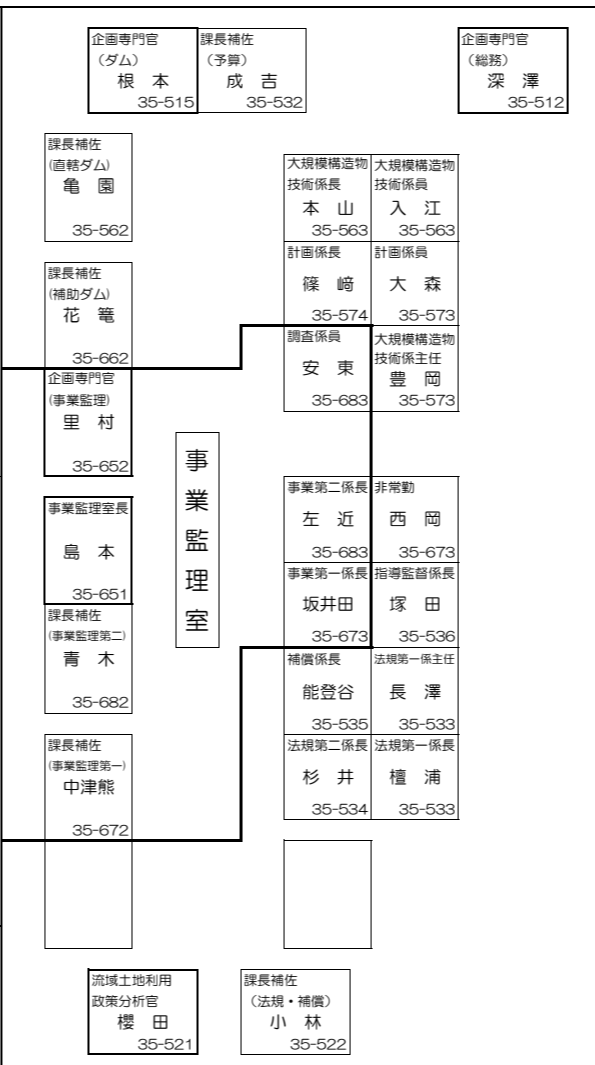 企画専門官
（ダム）
根　本
35-515
課長補佐
（予算）
成　吉
35-532
企画専門官
（総務）
深　澤
35-512
課長補佐
(直轄ダム)
亀　園
35-562
課長補佐
(補助ダム)
花　篭
35-662
企画専門官
(事業監理)
里　村
35-652
事業監理室長
島　本
35-651
課長補佐
(事業監理第二)
青　木
35-682
課長補佐
(事業監理第一)
中津熊
35-672
事業監理室
大規模構造物
技術係長
本　山
35-563
大規模構造物
技術係員
入　江
35-563
計画係長
篠　﨑
35-574
計画係員
大　森
35-573
調査係員
安　東
35-683
大規模構造物
技術係主任
豊　岡
35-573
事業第二係長
左　近
35-683
非常勤
西　岡
35-673
事業第一係長
坂井田
35-673
指導監督係長
塚　田
35-536
補償係長
能登谷
35-535
法規第一係主任
長　澤
35-533
法規第二係長
杉　井
35-534
法規第一係長
檀　浦
35-533
流域土地利用
政策分析官
櫻　田
35-521
課長補佐
（法規・補償）
小　林
35-522